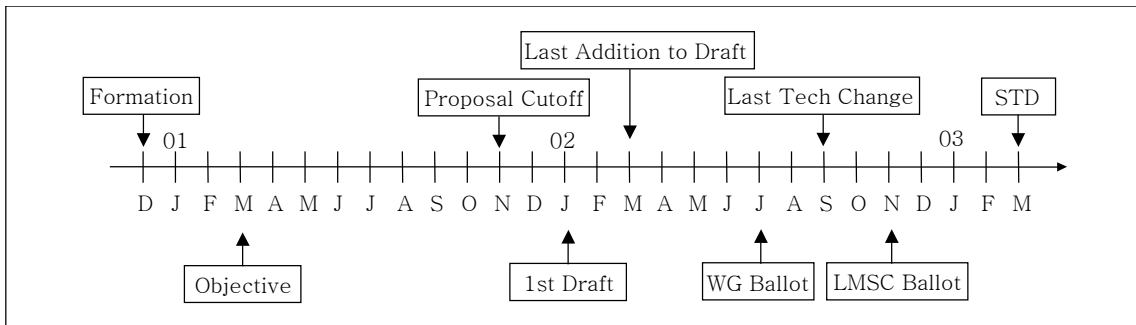 Last Addition to Draft
Formation
Proposal Cutoff
Last Tech Change
STD
01
02
03
D J F M A M J J A S O N D J F M A M J J A S O N D J F M
Objective
1st Draft
WG Ballot
LMSC Ballot